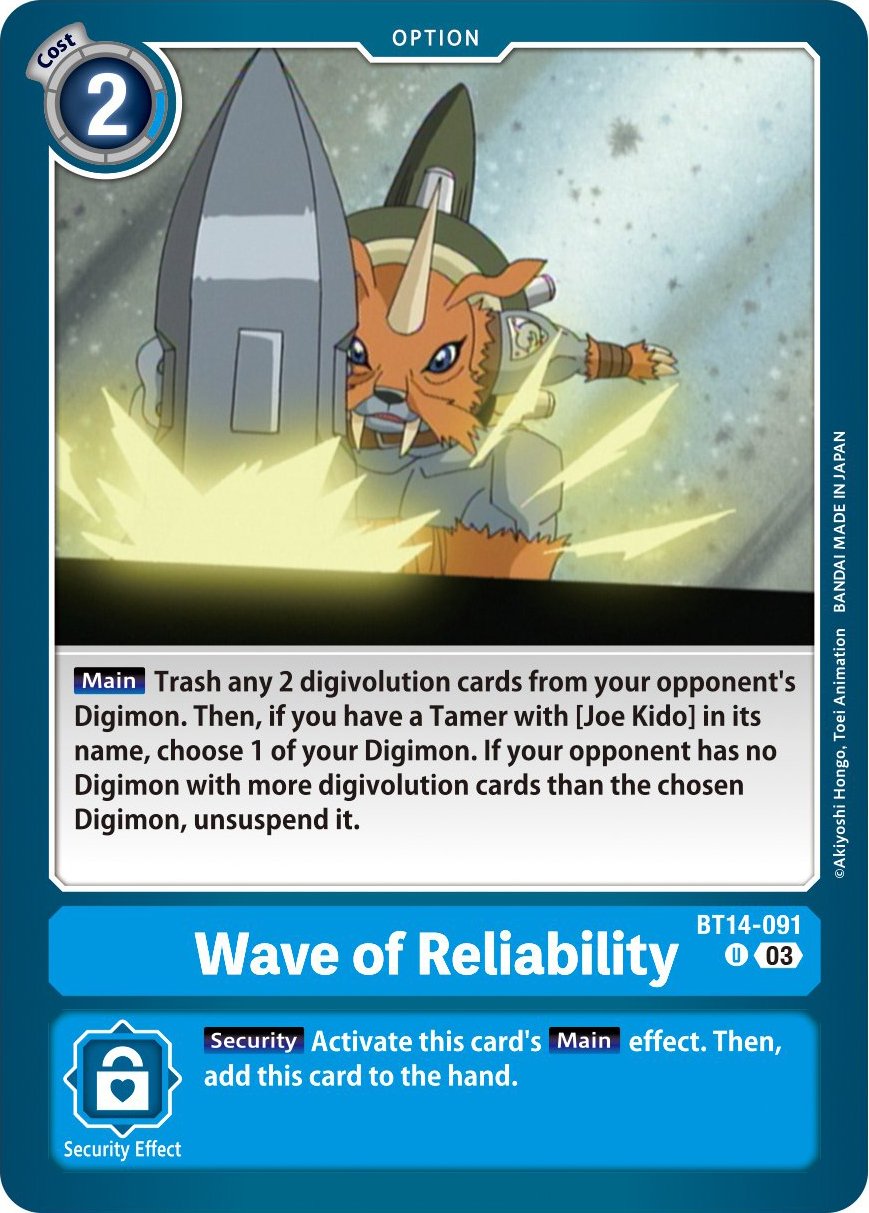 OPTION
Cost
2
Main Trash any 2 digivolution cards from your opponent's
Digimon. Then, if you have a Tamer with [Joe Kido] in its
name, choose 1 of your Digimon. If your opponent has no
Digimon with more digivolution cards than the chosen
Digimon, unsuspend it.
©Akiyoshi Hongo, Toei Animation BANDAI MADE IN JAPAN
BT14-091
Wave of Reliability
U 03
Security Activate this card's Main effect. Then,
add this card to the hand.
Security Effect